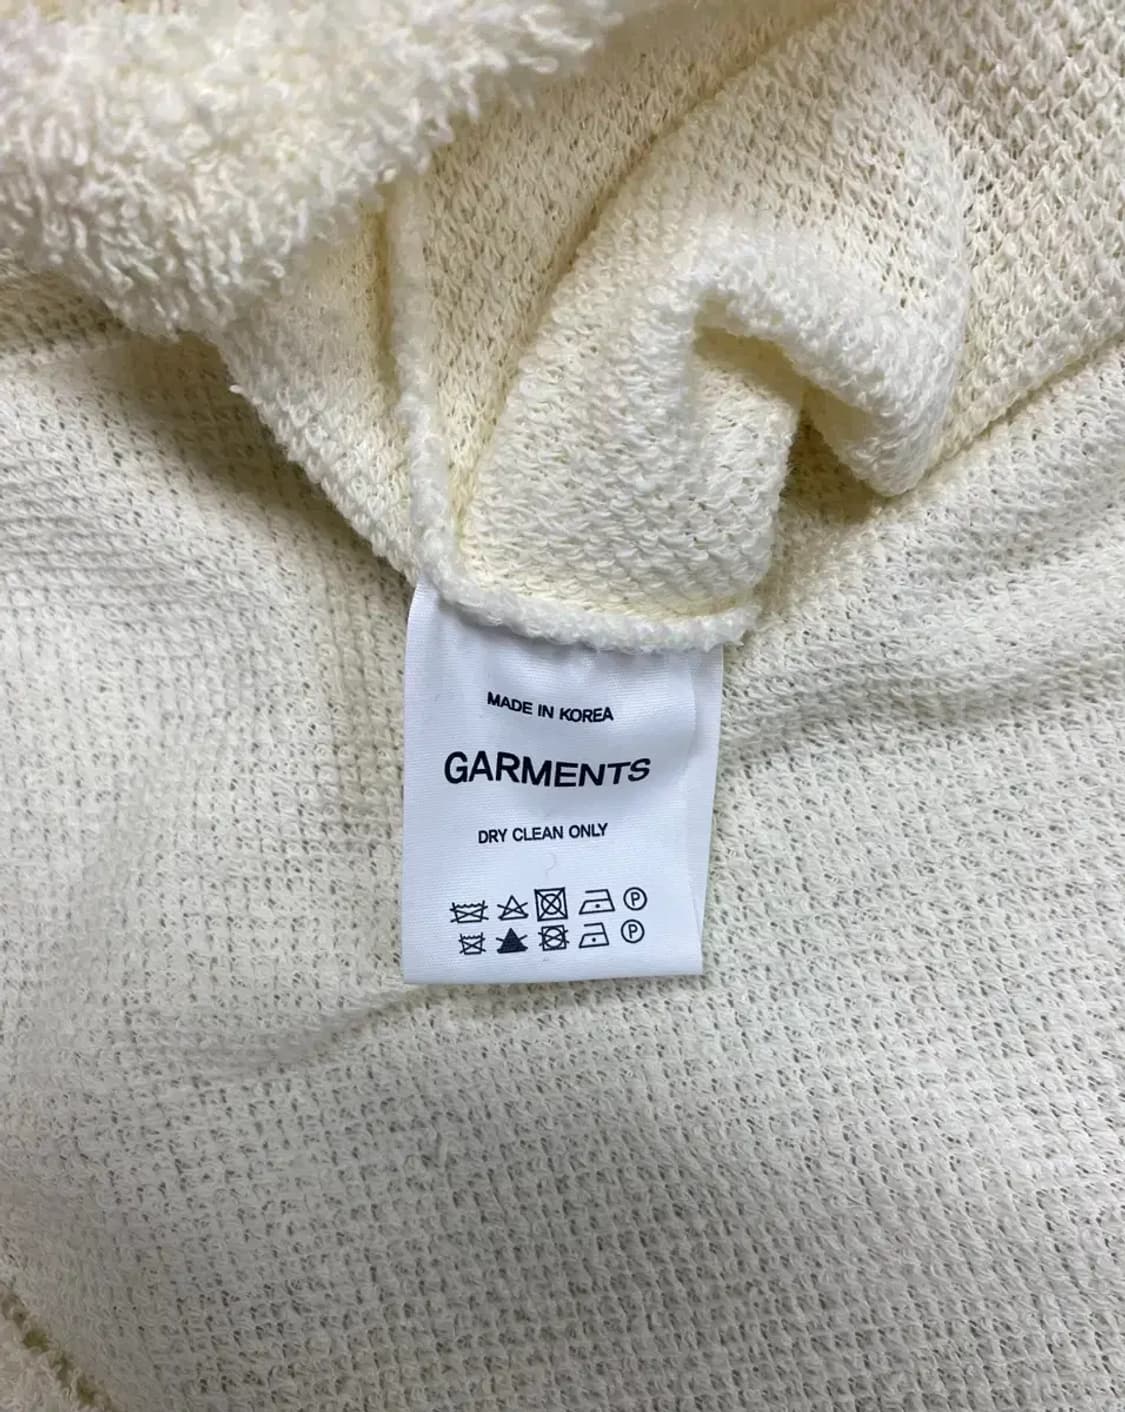 MADE IN KOREA
GARMENTS
DRY CLEAN ONLY
P
P